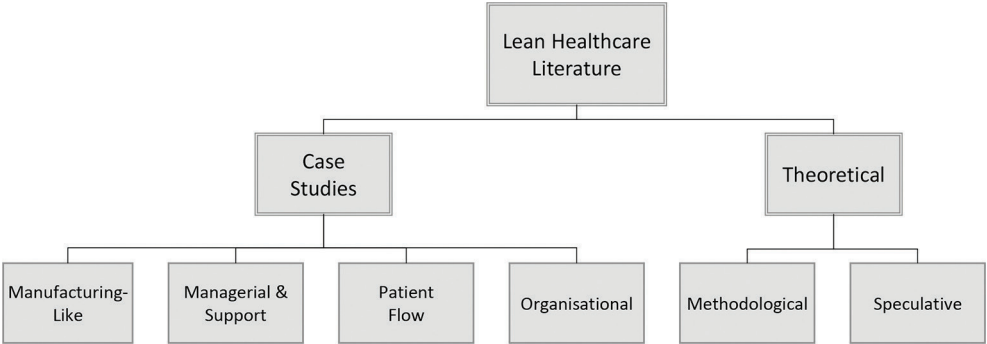 Lean Healthcare
Literature
Case
Studies
Theoretical
Manufacturing-
Like
Managerial &
Support
Patient
Flow
Organisational
Methodological
Speculative